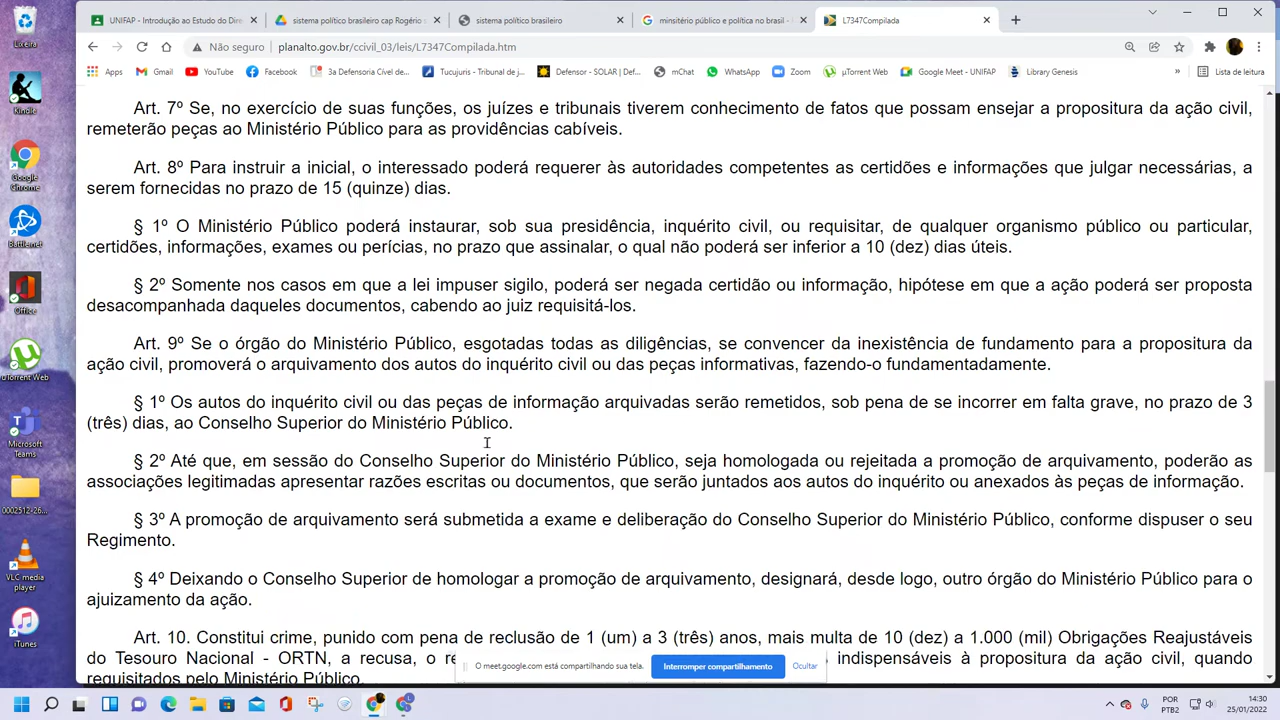 UNIFAP - Introdução ao Estudo do Dire
sistema político brasileiro cap Rogério s
sistema político brasileiro
minsitério público e política no brasil -
L7347Compilada
Não seguro
planalto.gov.br/ccivil_03/leis/L7347Compilada.htm
Apps
Gmail
YouTube
Facebook
3a Defensoria Cível de...
Tucujuris - Tribunal de j...
Defensor - SOLAR | Def...
mChat
WhatsApp
Zoom
µTorrent Web
Google Meet - UNIFAP
Library Genesis
»
Lista de leitura
Lixeira
Kindle
Google Chrome
Battle.net
Office
µTorrent Web
Microsoft Teams
0002512-26...
VLC media player
iTunes
Art. 7º Se, no exercício de suas funções, os juízes e tribunais tiverem conhecimento de fatos que possam ensejar a propositura da ação civil,
remeterão peças ao Ministério Público para as providências cabíveis.
Art. 8º Para instruir a inicial, o interessado poderá requerer às autoridades competentes as certidões e informações que julgar necessárias, a
serem fornecidas no prazo de 15 (quinze) dias.
§ 1º O Ministério Público poderá instaurar, sob sua presidência, inquérito civil, ou requisitar, de qualquer organismo público ou particular,
certidões, informações, exames ou perícias, no prazo que assinalar, o qual não poderá ser inferior a 10 (dez) dias úteis.
§ 2º Somente nos casos em que a lei impuser sigilo, poderá ser negada certidão ou informação, hipótese em que a ação poderá ser proposta
desacompanhada daqueles documentos, cabendo ao juiz requisitá-los.
Art. 9º Se o órgão do Ministério Público, esgotadas todas as diligências, se convencer da inexistência de fundamento para a propositura da
ação civil, promoverá o arquivamento dos autos do inquérito civil ou das peças informativas, fazendo-o fundamentadamente.
§ 1º Os autos do inquérito civil ou das peças de informação arquivadas serão remetidos, sob pena de se incorrer em falta grave, no prazo de 3
(três) dias, ao Conselho Superior do Ministério Público.
§ 2º Até que, em sessão do Conselho Superior do Ministério Público, seja homologada ou rejeitada a promoção de arquivamento, poderão as
associações legitimadas apresentar razões escritas ou documentos, que serão juntados aos autos do inquérito ou anexados às peças de informação.
§ 3º A promoção de arquivamento será submetida a exame e deliberação do Conselho Superior do Ministério Público, conforme dispuser o seu
Regimento.
§ 4º Deixando o Conselho Superior de homologar a promoção de arquivamento, designará, desde logo, outro órgão do Ministério Público para o
ajuizamento da ação.
Art. 10. Constitui crime, punido com pena de reclusão de 1 (um) a 3 (três) anos, mais multa de 10 (dez) a 1.000 (mil) Obrigações Reajustáveis
do Tesouro Nacional - ORTN, a recusa, o indispensáveis à propositura da ação civil, quando
requisitados pelo Ministério Público.
O meet.google.com está compartilhando sua tela.
Interromper compartilhamento
Ocultar
POR
PTB2
14:30
25/01/2022